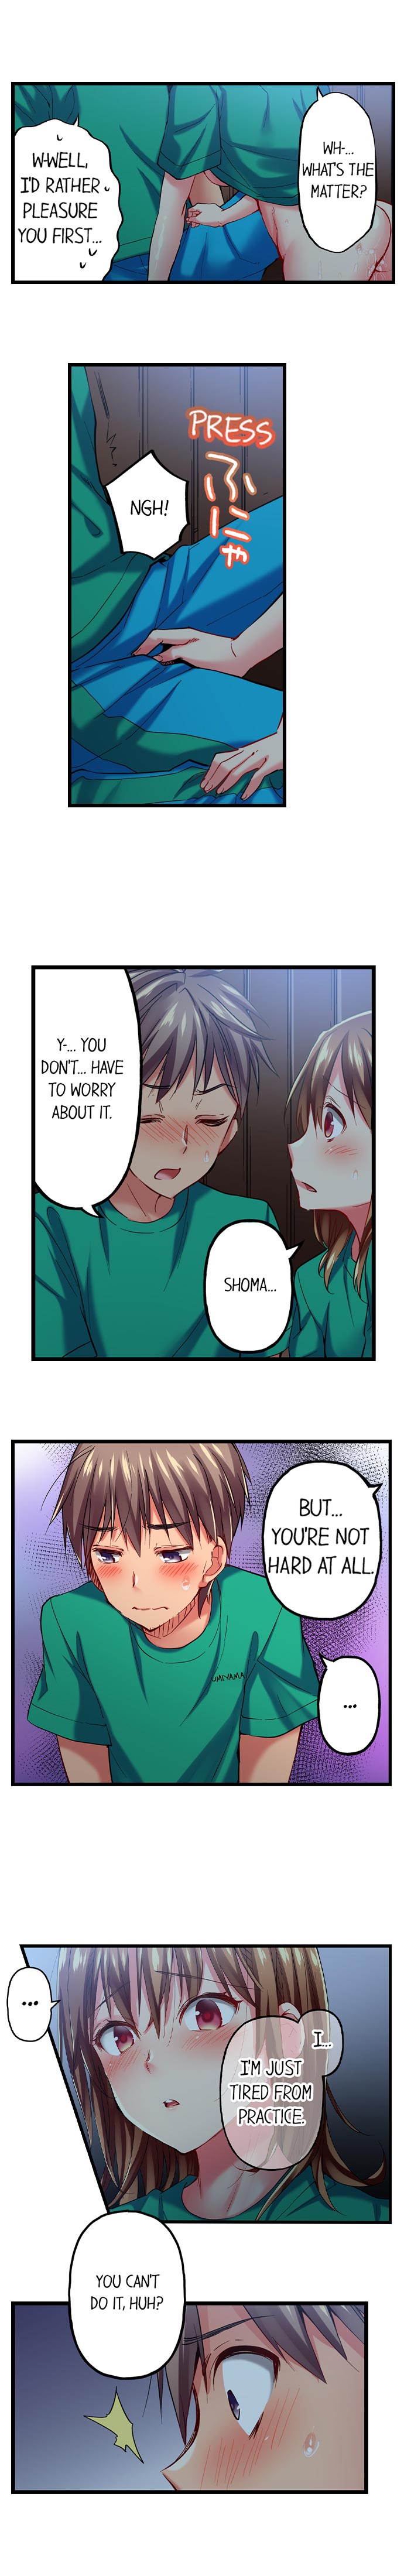 WH-...
WHAT'S THE
MATTER?
W-WELL,
I'D RATHER
PLEASURE
YOU FIRST...
PRESS
ふにゃ
NGH!
Y-... YOU
DON'T... HAVE
TO WORRY
ABOUT IT.
SHOMA...
BUT...
YOU'RE NOT
HARD AT ALL.
UMIYAMA
...
...
I...
I'M JUST
TIRED FROM
PRACTICE.
YOU CAN'T
DO IT, HUH?